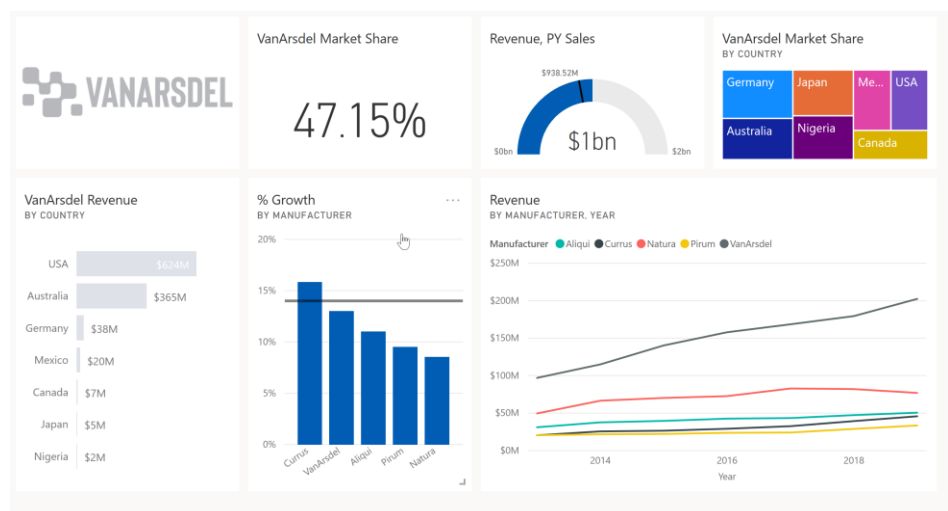 VANARSDEL
VanArsdel Market Share
47.15%
Revenue, PY Sales
$938.52M
$0bn
$1bn
$2bn
VanArsdel Market Share
BY COUNTRY
Germany
Japan
Me...
USA
Australia
Nigeria
Canada
VanArsdel Revenue
BY COUNTRY
USA $624M
Australia $365M
Germany $38M
Mexico $20M
Canada $7M
Japan $5M
Nigeria $2M
% Growth
...
BY MANUFACTURER
20%
15%
10%
5%
0%
Currus
VanArsdel
Aliqui
Pirum
Natura
Revenue
BY MANUFACTURER, YEAR
Manufacturer Aliqui Currus Natura Pirum VanArsdel
$250M
$200M
$150M
$100M
$50M
$0M
2014 2016 2018
Year